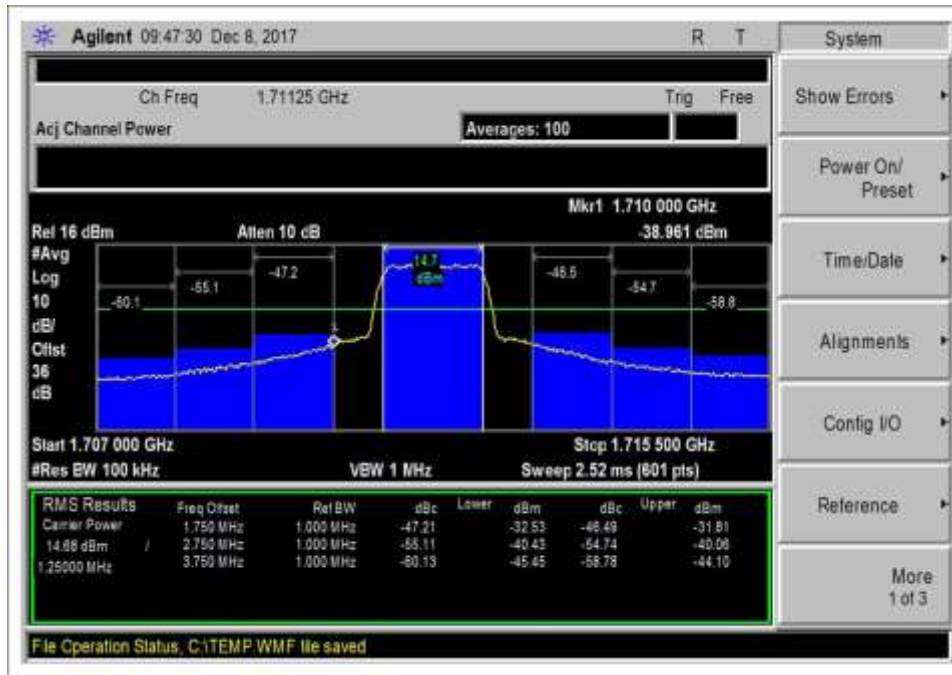 Agilent 09:47:30 Dec 8, 2017 R T
System
Ch Freq 1.71125 GHz Trig Free
Acj Channel Power Averages: 100
Show Errors
Power On/
Preset
Time/Date
Alignments
Config I/O
Reference
More
1 of 3
Mkr1 1.710 000 GHz
Ref 16 dBm Atten 10 dB -38.961 dBm
#Avg
Log
10
dB/
Offst
36
dB
-60.1 -55.1 -47.2 14.7 dBm -46.5 -54.7 -58.8
1
Start 1.707 000 GHz Stop 1.715 500 GHz
#Res BW 100 kHz VBW 1 MHz Sweep 2.52 ms (601 pts)
RMS Results Freq Offset Ref BW dBc Lower dBm dBc Upper dBm
Carrier Power 1.750 MHz 1.000 MHz -47.21 -32.53 -46.49 -31.81
14.68 dBm / 2.750 MHz 1.000 MHz -55.11 -40.43 -54.74 -40.06
1.25000 MHz 3.750 MHz 1.000 MHz -60.13 -45.45 -58.78 -44.10
File Operation Status, C:\TEMP.WMF file saved